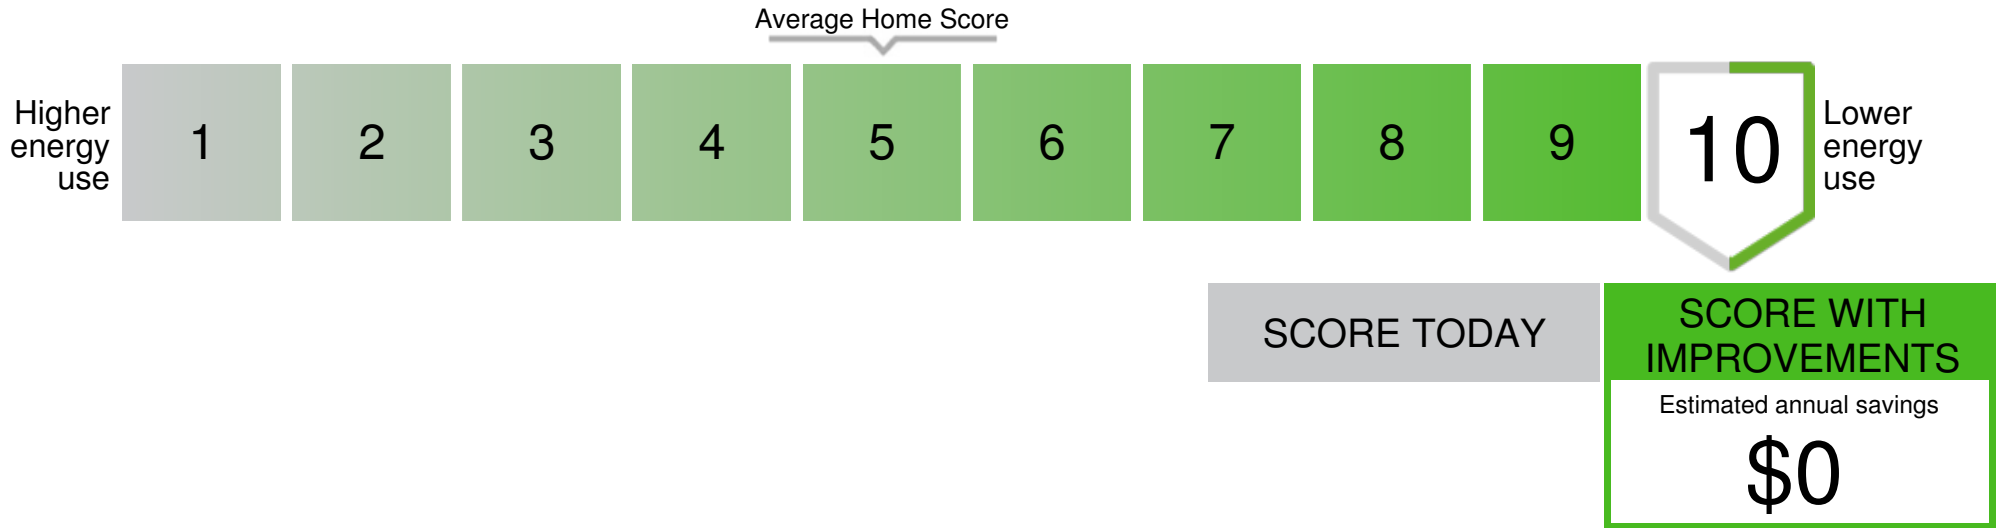 Average Home Score
Higher
energy
use
1
2
3
4
5
6
7
8
9
10
Lower
energy
use
SCORE TODAY
SCORE WITH
IMPROVEMENTS
Estimated annual savings
$0